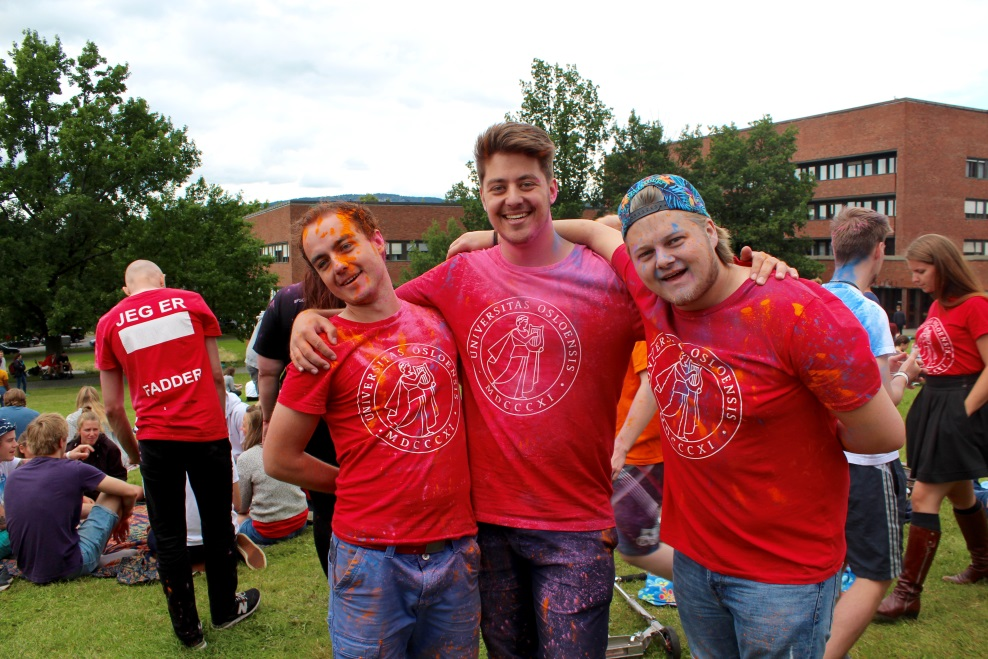 JEG ER
FADDER
UNIVERSITAS OSLOENSIS
MDCCCXI
UNIVERSITAS OSLOENSIS
MDCCCXI
UNIVERSITAS OSLOENSIS
MDCCCXI